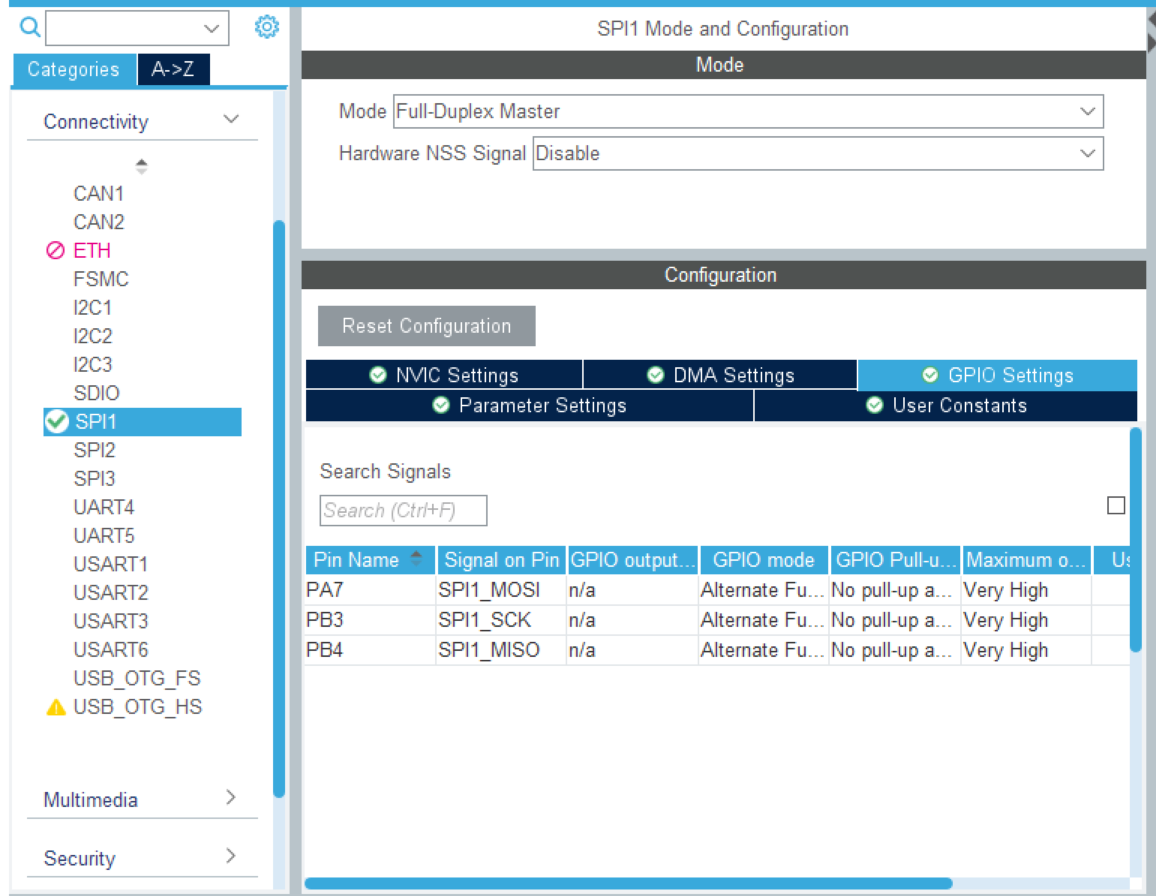 SPI1 Mode and Configuration
Categories
A->Z
Mode
Connectivity
Mode Full-Duplex Master
Hardware NSS Signal Disable
CAN1
CAN2
ETH
FSMC
I2C1
I2C2
I2C3
SDIO
SPI1
SPI2
SPI3
UART4
UART5
USART1
USART2
USART3
USART6
USB_OTG_FS
USB_OTG_HS
Multimedia
Security
Configuration
Reset Configuration
NVIC Settings
DMA Settings
GPIO Settings
Parameter Settings
User Constants
Search Signals
Search (Ctrl+F)
Pin Name Signal on Pin GPIO output... GPIO mode GPIO Pull-u... Maximum o...
PA7 SPI1_MOSI n/a Alternate Fu... No pull-up a... Very High
PB3 SPI1_SCK n/a Alternate Fu... No pull-up a... Very High
PB4 SPI1_MISO n/a Alternate Fu... No pull-up a... Very High